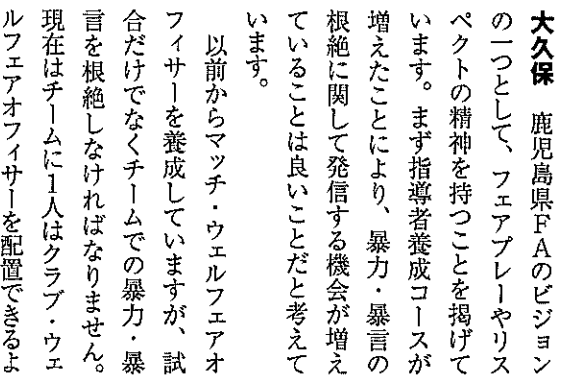 大久保　鹿児島県ＦＡのビジョン
の一つとして、フェアプレーやリス
ペクトの精神を持つことを掲げて
います。まず指導者養成コースが
増えたことにより、暴力・暴言の
根絶に関して発信する機会が増え
ていることは良いことだと考えて
います。
　以前からマッチ・ウェルフェアオ
フィサーを養成していますが、試
合だけでなくチームでの暴力・暴
言を根絶しなければなりません。
現在はチームに１人はクラブ・ウェ
ルフェアオフィサーを配置できるよ